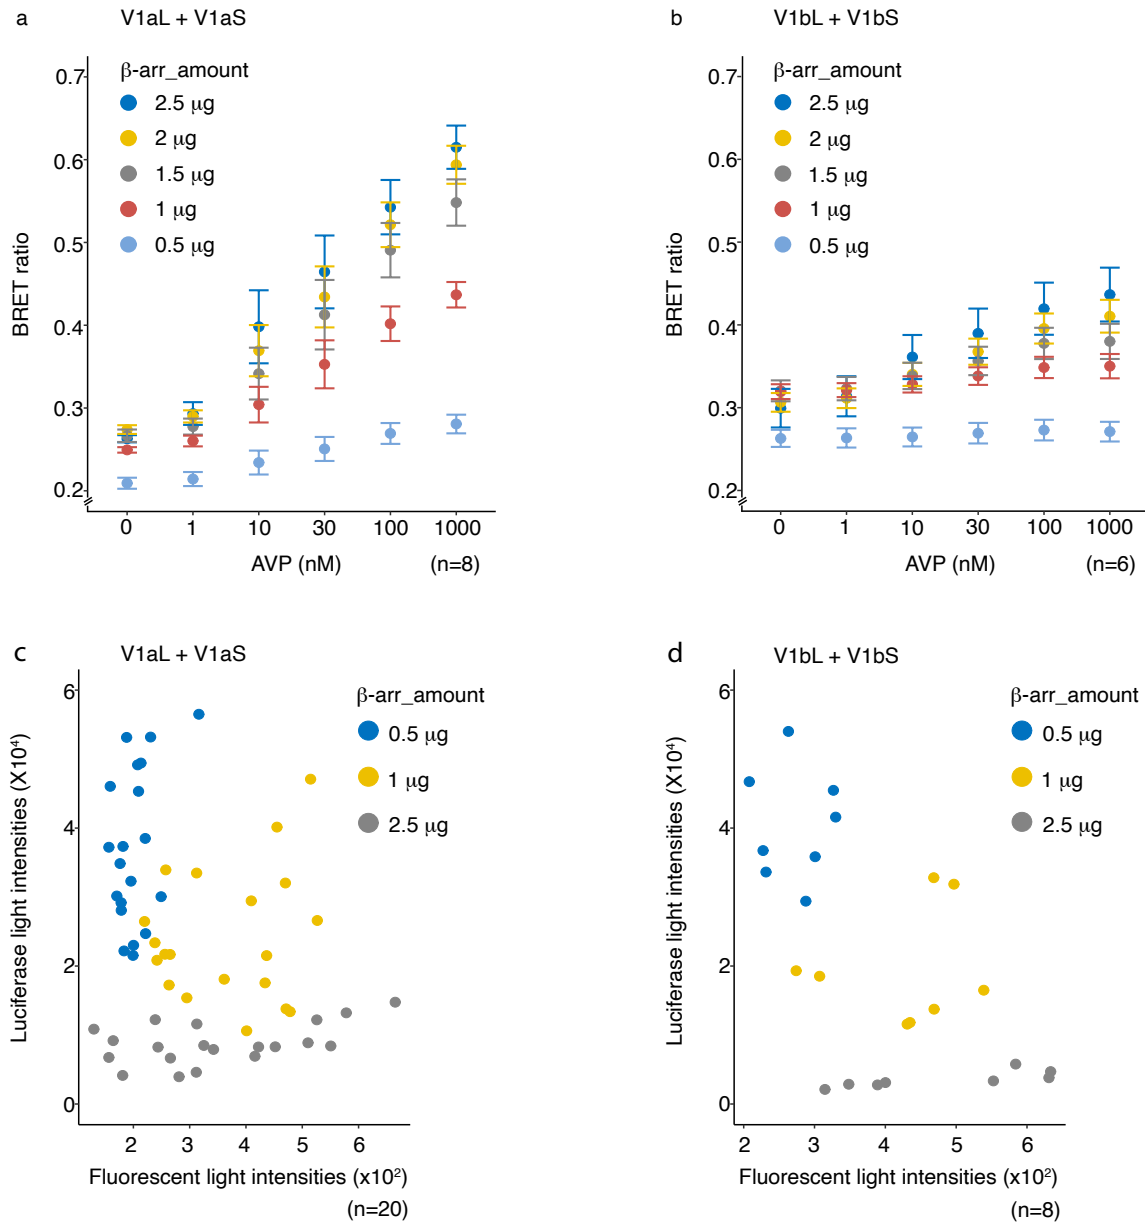 a V1aL + V1aS
β-arr_amount
2.5 μg
2 μg
1.5 μg
1 μg
0.5 μg
BRET ratio
0.7
0.6
0.5
0.4
0.3
0.2
0 1 10 30 100 1000
AVP (nM) (n=8)
b V1bL + V1bS
β-arr_amount
2.5 μg
2 μg
1.5 μg
1 μg
0.5 μg
BRET ratio
0.7
0.6
0.5
0.4
0.3
0.2
0 1 10 30 100 1000
AVP (nM) (n=6)
c V1aL + V1aS
β-arr_amount
0.5 μg
1 μg
2.5 μg
Luciferase light intensities (X10⁴)
6
4
2
0
2 3 4 5 6
Fluorescent light intensities (x10²)
(n=20)
d V1bL + V1bS
β-arr_amount
0.5 μg
1 μg
2.5 μg
Luciferase light intensities (X10⁴)
6
4
2
0
2 3 4 5 6
Fluorescent light intensities (x10²)
(n=8)